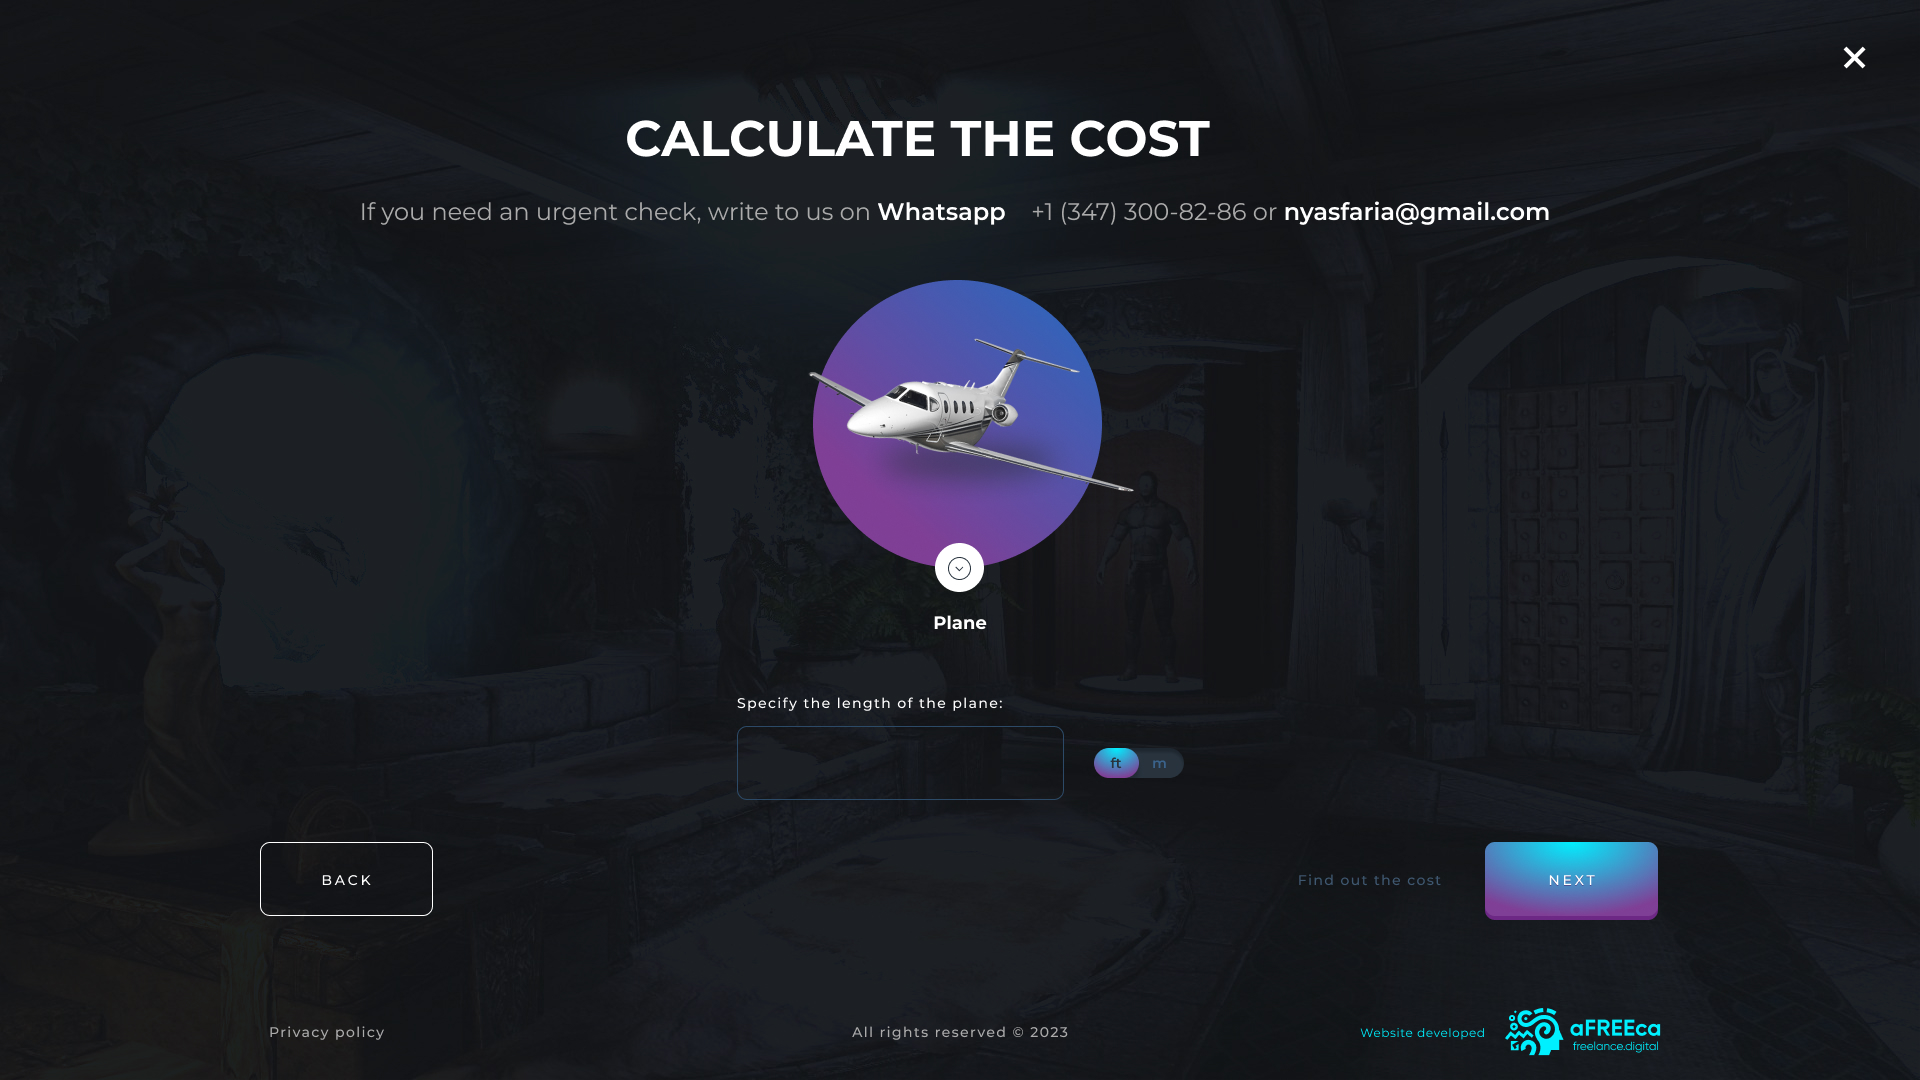 CALCULATE THE COST
If you need an urgent check, write to us on Whatsapp +1 (347) 300-82-86 or nyasfaria@gmail.com
Plane
Specify the length of the plane:
ft m
BACK
Find out the cost
NEXT
Privacy policy
All rights reserved © 2023
Website developed
aFREEca
freelance.digital